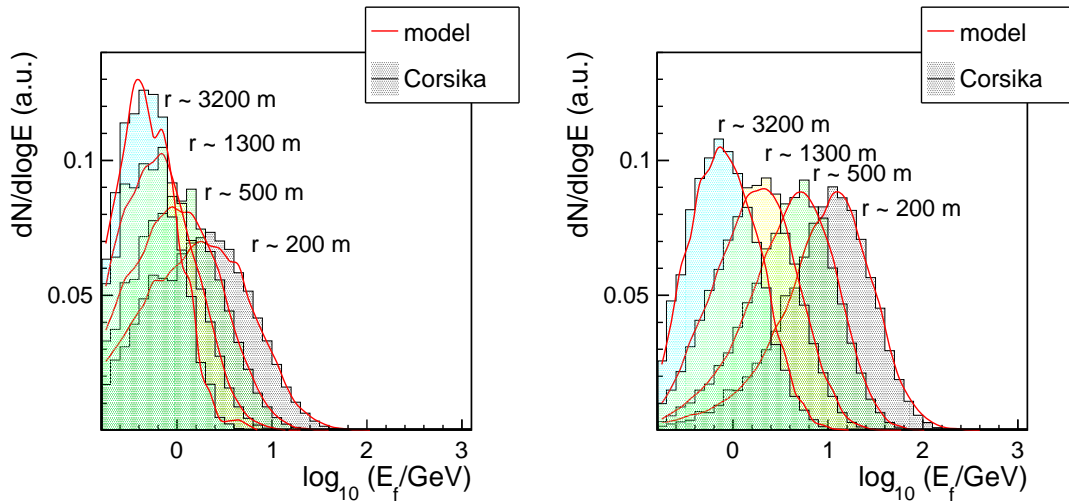 model
Corsika
dN/dlogE (a.u.)
0.1
0.05
r ~ 3200 m
r ~ 1300 m
r ~ 500 m
r ~ 200 m
0 1 2 3
log10 (Ef/GeV)
model
Corsika
dN/dlogE (a.u.)
0.1
0.05
r ~ 3200 m
r ~ 1300 m
r ~ 500 m
r ~ 200 m
0 1 2 3
log10 (Ef/GeV)